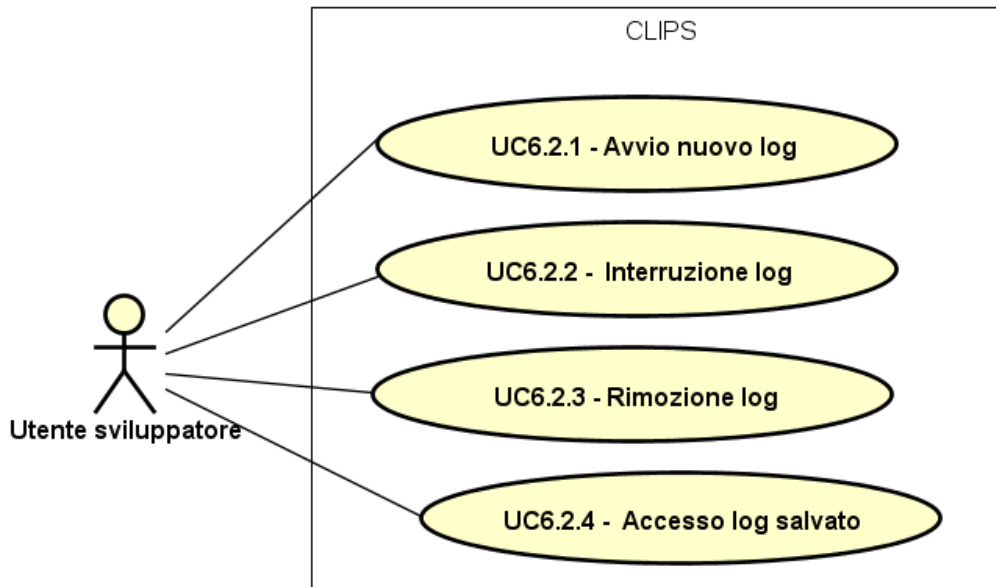 CLIPS
UC6.2.1 - Avvio nuovo log
UC6.2.2 - Interruzione log
UC6.2.3 - Rimozione log
UC6.2.4 - Accesso log salvato
Utente sviluppatore